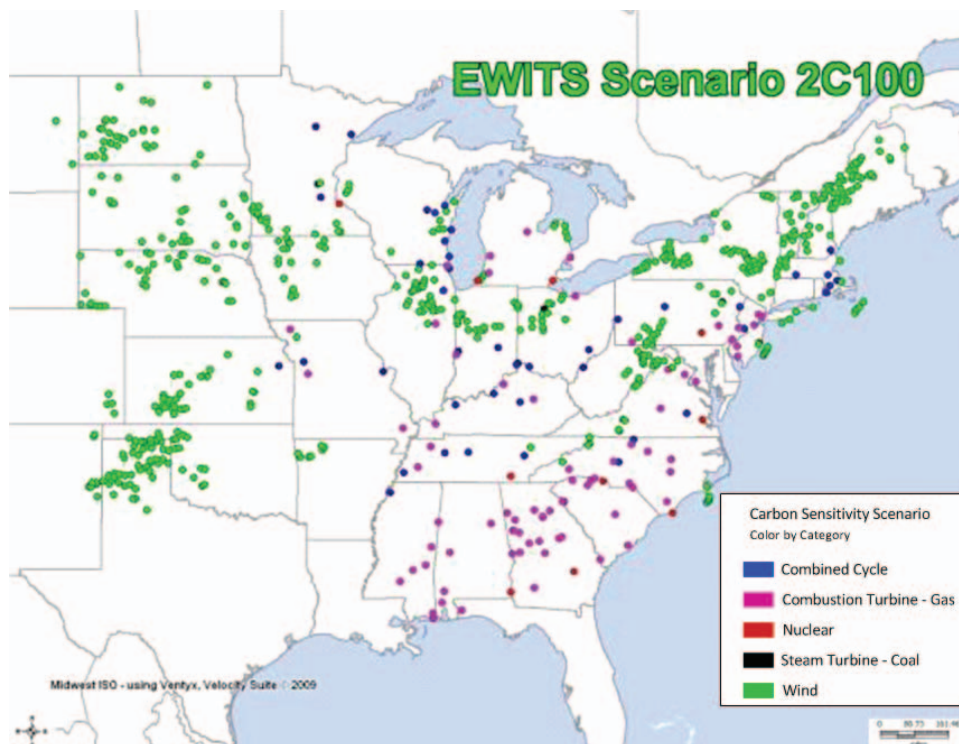 EWITS Scenario 2C100
Carbon Sensitivity Scenario
Color by Category
Combined Cycle
Combustion Turbine - Gas
Nuclear
Steam Turbine - Coal
Wind
Midwest ISO - using Ventyx, Velocity Suite © 2009
0